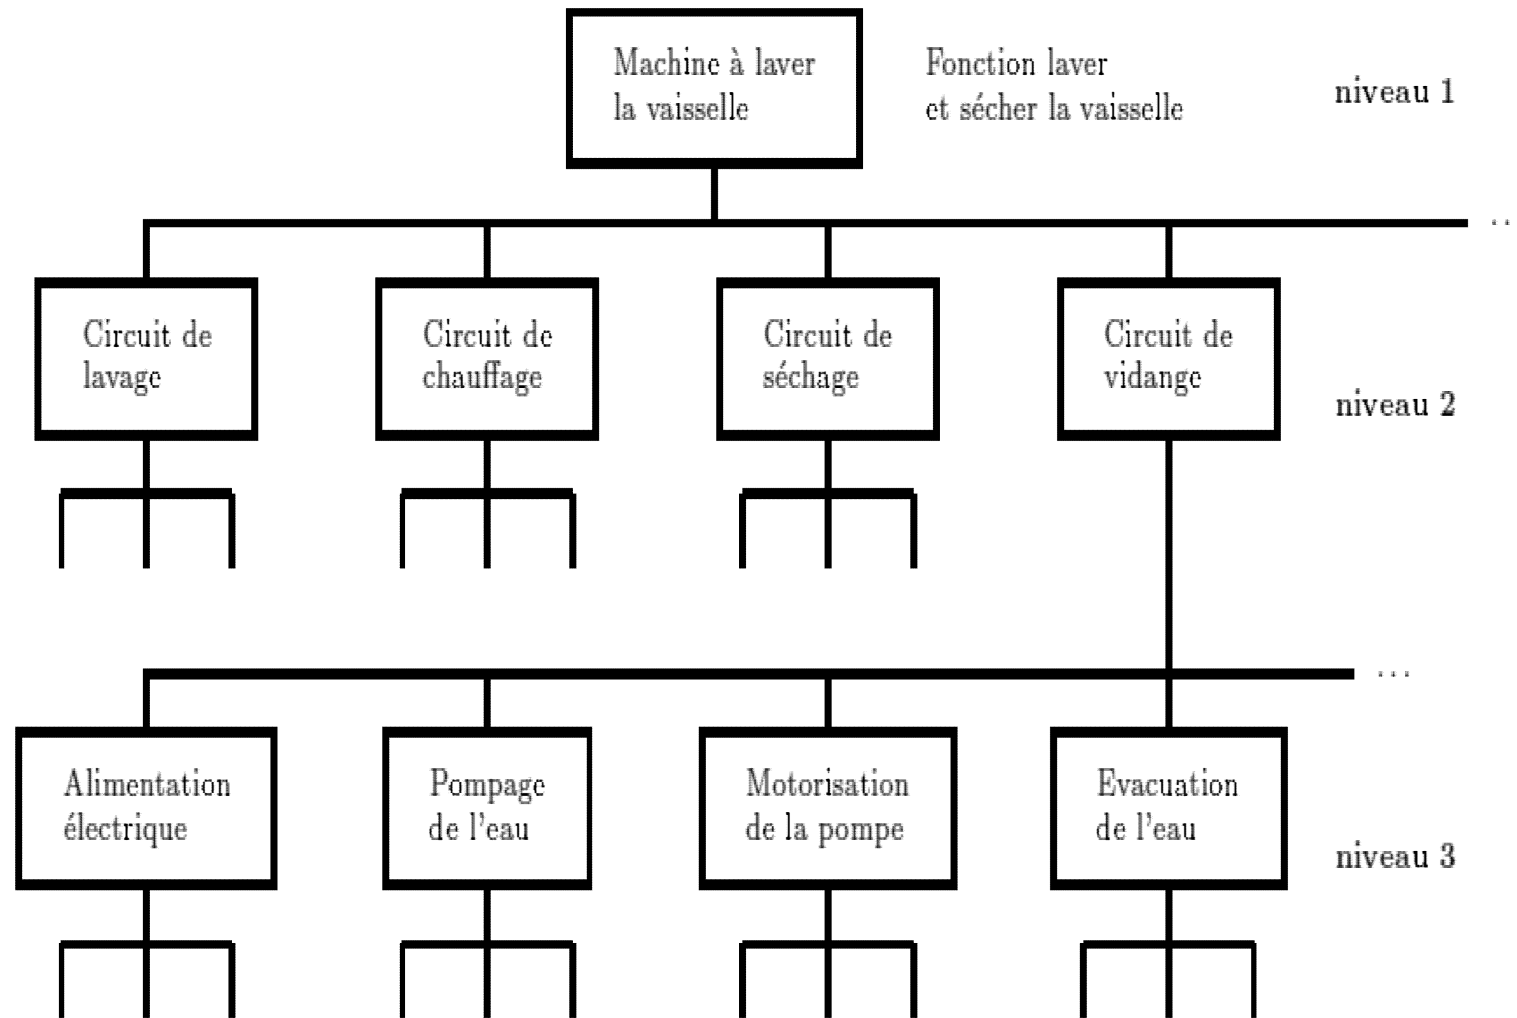 Machine à laver
la vaisselle
Fonction laver
et sécher la vaisselle
niveau 1
..
Circuit de
lavage
Circuit de
chauffage
Circuit de
séchage
Circuit de
vidange
niveau 2
...
Alimentation
électrique
Pompage
de l'eau
Motorisation
de la pompe
Evacuation
de l'eau
niveau 3